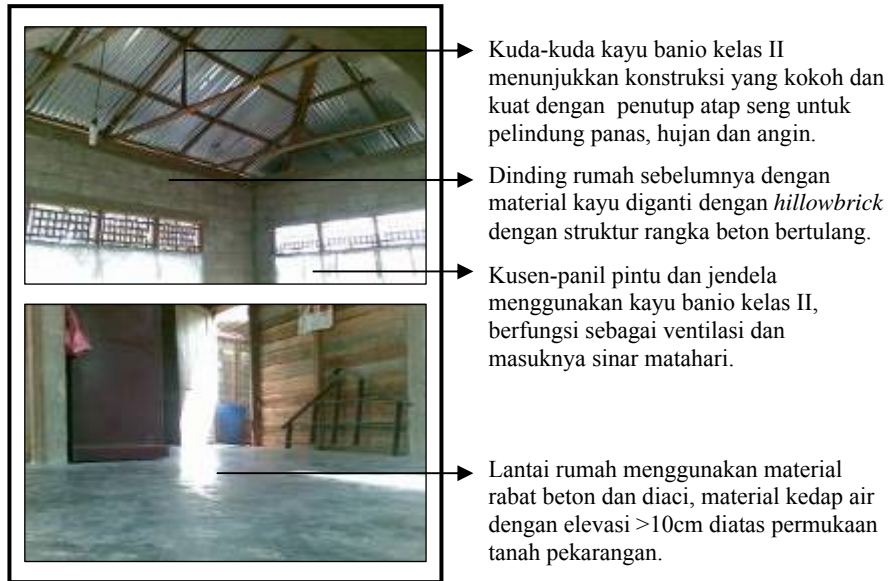 Kuda-kuda kayu banio kelas II
menunjukkan konstruksi yang kokoh dan
kuat dengan penutup atap seng untuk
pelindung panas, hujan dan angin.
Dinding rumah sebelumnya dengan
material kayu diganti dengan hillowbrick
dengan struktur rangka beton bertulang.
Kusen-panil pintu dan jendela
menggunakan kayu banio kelas II,
berfungsi sebagai ventilasi dan
masuknya sinar matahari.
Lantai rumah menggunakan material
rabat beton dan diaci, material kedap air
dengan elevasi >10cm diatas permukaan
tanah pekarangan.